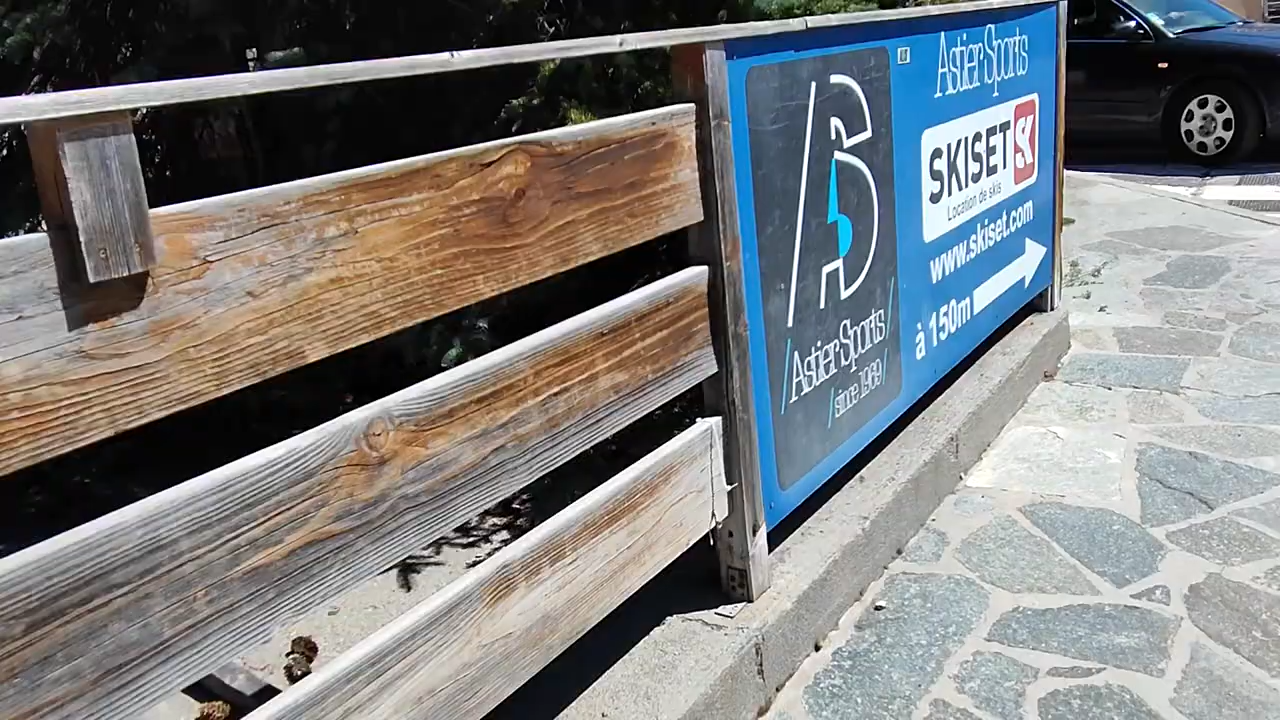 AS
Astier Sports
since 1969
Astier Sports
SKISET
Location de skis
www.skiset.com
à 150m